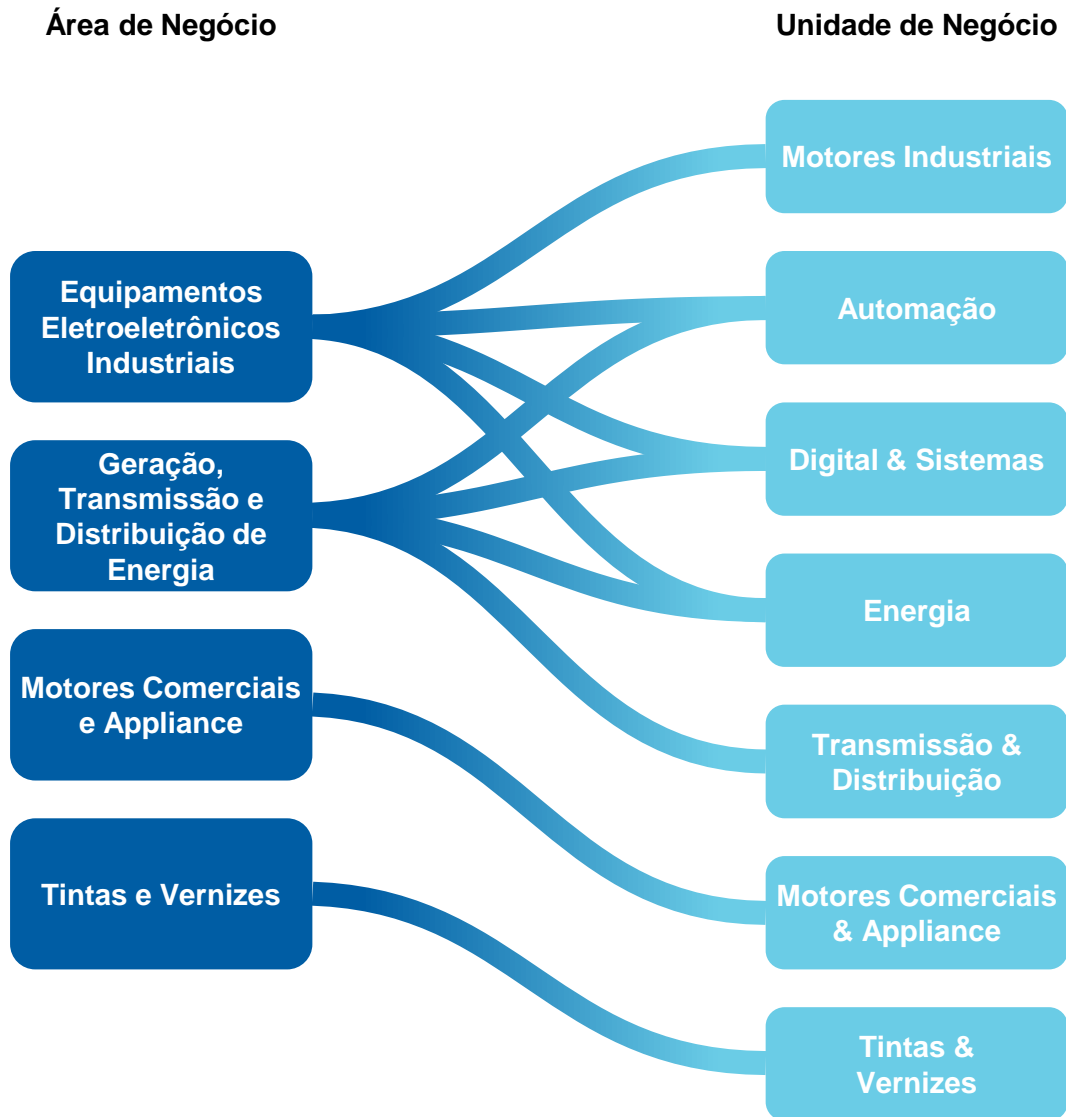 Área de Negócio
Unidade de Negócio
Equipamentos
Eletroeletrônicos
Industriais
Geração,
Transmissão e
Distribuição de
Energia
Motores Comerciais
e Appliance
Tintas e Vernizes
Motores Industriais
Automação
Digital & Sistemas
Energia
Transmissão &
Distribuição
Motores Comerciais
& Appliance
Tintas &
Vernizes